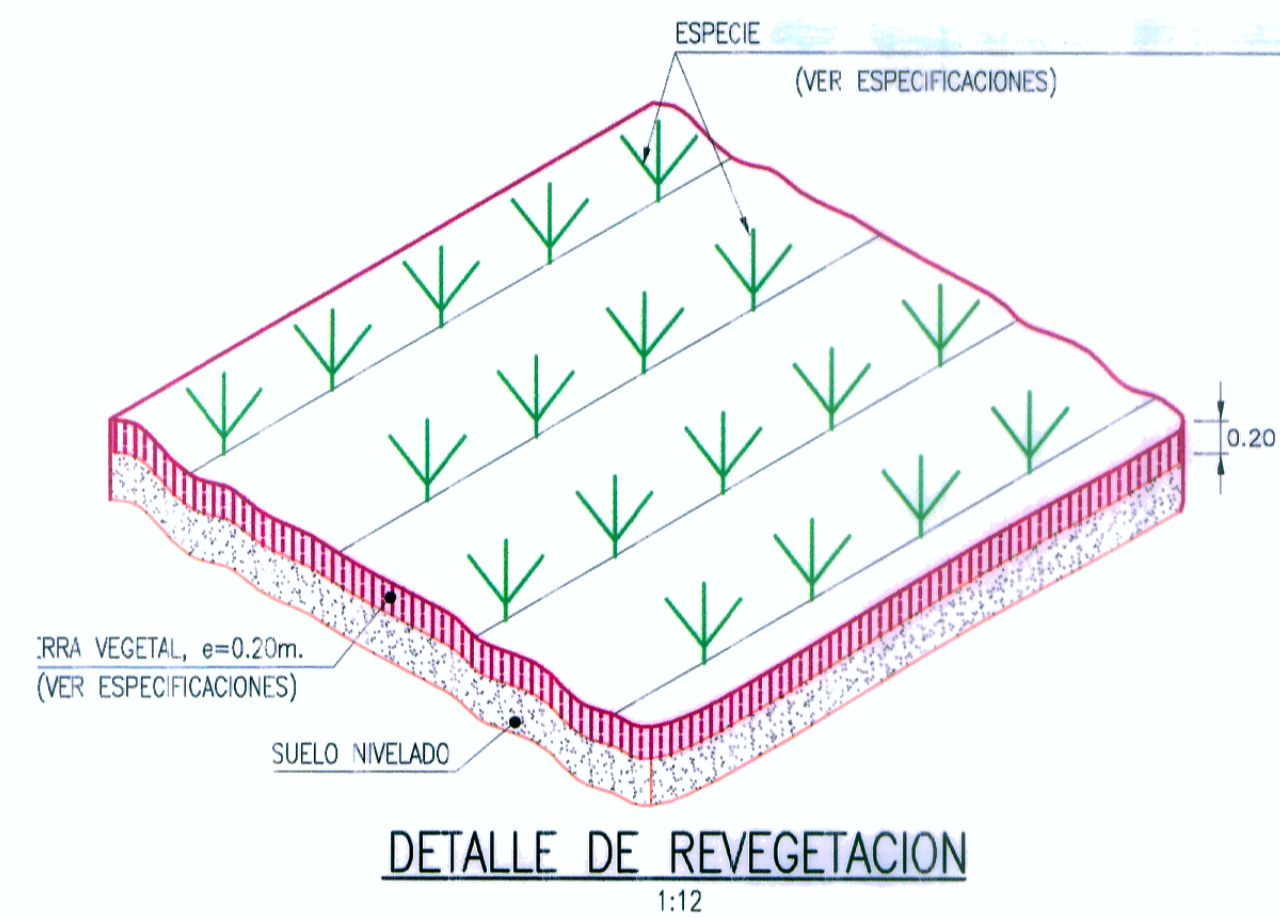 ESPECIE
(VER ESPECIFICACIONES)
0.20
RRA VEGETAL, e=0.20m.
(VER ESPECIFICACIONES)
SUELO NIVELADO
DETALLE DE REVEGETACION
1:12